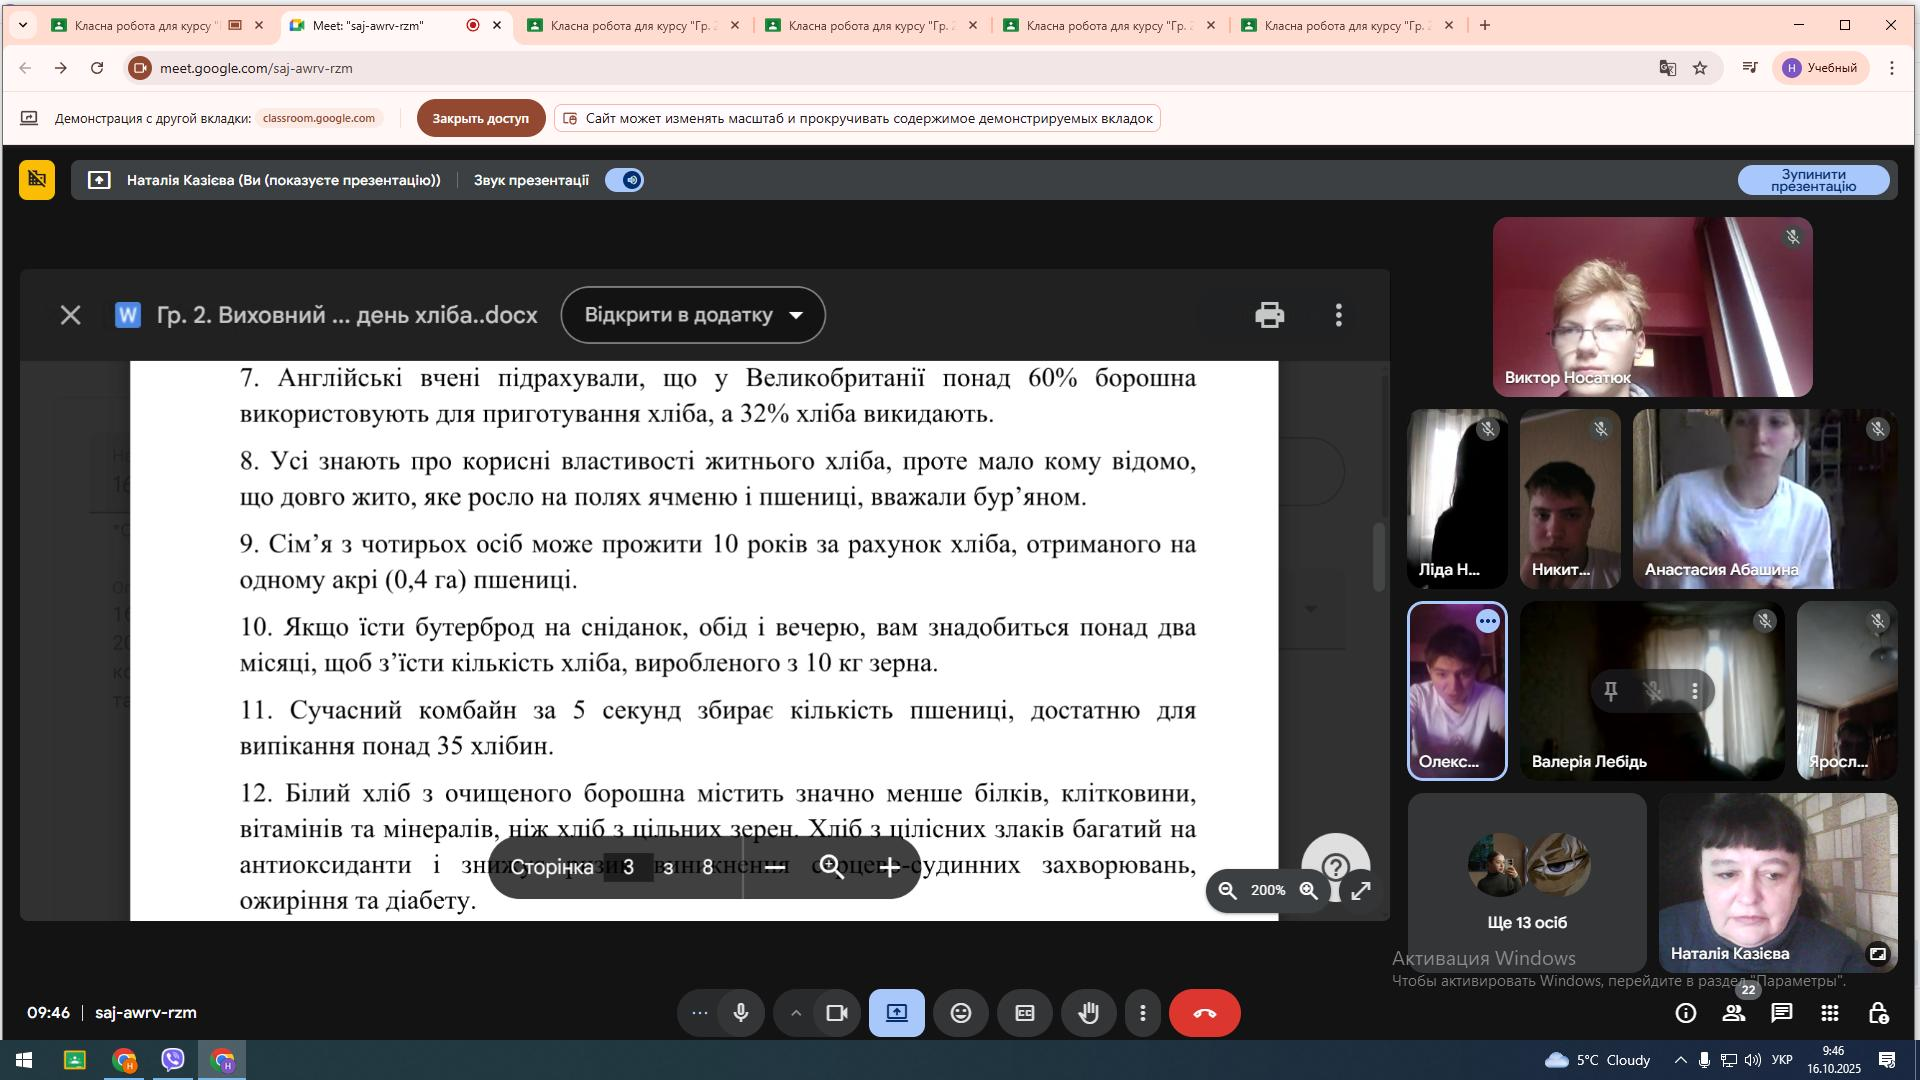 Класна робота для курсу "
Meet: "saj-awrv-rzm"
Класна робота для курсу "Гр. 2
Класна робота для курсу "Гр. 2
Класна робота для курсу "Гр. 2
Класна робота для курсу "Гр. 2
meet.google.com/saj-awrv-rzm
Н
Учебный
Демонстрация с другой вкладки:
classroom.google.com
Закрыть доступ
Сайт может изменять масштаб и прокручивать содержимое демонстрируемых вкладок
Наталія Казієва (Ви (показуєте презентацію))
Звук презентації
Зупинити
презентацію
W
Гр. 2. Виховний ... день хліба..docx
Відкрити в додатку
7. Англійські вчені підрахували, що у Великобританії понад 60% борошна
використовують для приготування хліба, а 32% хліба викидають.
8. Усі знають про корисні властивості житнього хліба, проте мало кому відомо,
що довго жито, яке росло на полях ячменю і пшениці, вважали бур’яном.
9. Сім’я з чотирьох осіб може прожити 10 років за рахунок хліба, отриманого на
одному акрі (0,4 га) пшениці.
10. Якщо їсти бутерброд на сніданок, обід і вечерю, вам знадобиться понад два
місяці, щоб з’їсти кількість хліба, виробленого з 10 кг зерна.
11. Сучасний комбайн за 5 секунд збирає кількість пшениці, достатню для
випікання понад 35 хлібин.
12. Білий хліб з очищеного борошна містить значно менше білків, клітковини,
вітамінів та мінералів, ніж хліб з цільних зерен. Хліб з цілісних злаків багатий на
антиоксиданти і виникнення захворювань,
ожиріння та діабету.
Сторінка 3 з 8
200%
Виктор Носатюк
Ліда Н...
Никит...
Анастасия Абашина
Олекс...
Валерія Лебідь
Яросл...
Ще 13 осіб
Наталія Казієва
Активация Windows
Чтобы активировать Windows, перейдите в раздел "Параметры".
09:46
saj-awrv-rzm
CC
22
5°C Cloudy
УКР
9:46
16.10.2025